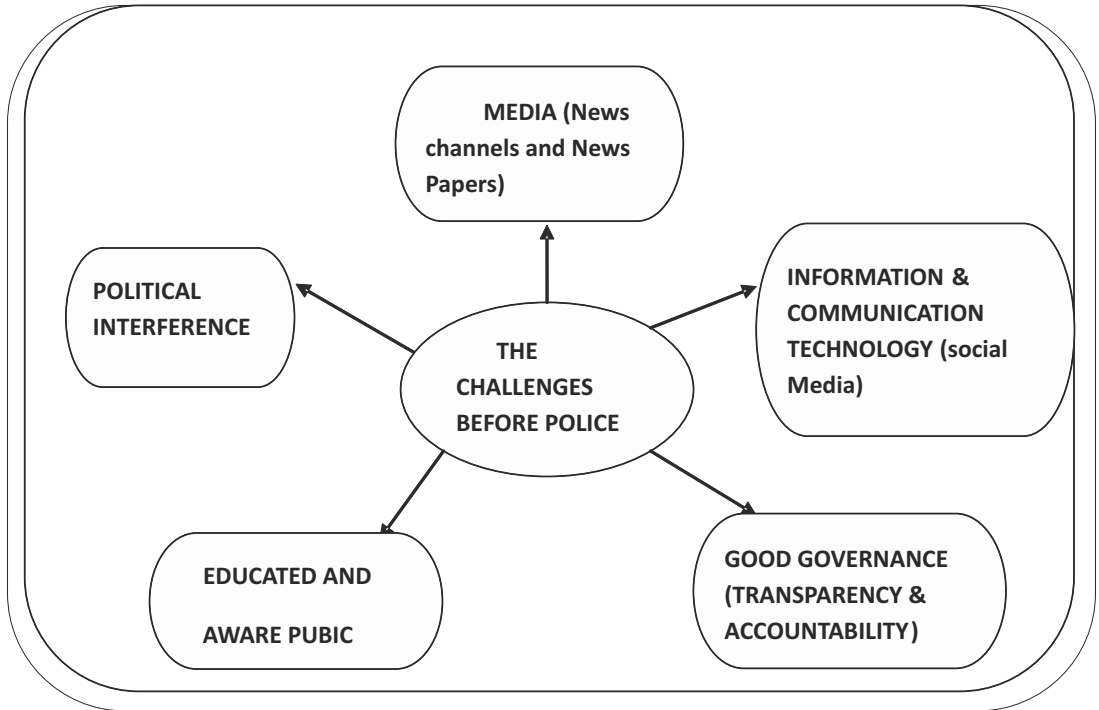 MEDIA (News
channels and News
Papers)
POLITICAL
INTERFERENCE
INFORMATION &
COMMUNICATION
TECHNOLOGY (social
Media)
THE
CHALLENGES
BEFORE POLICE
EDUCATED AND
AWARE PUBIC
GOOD GOVERNANCE
(TRANSPARENCY &
ACCOUNTABILITY)